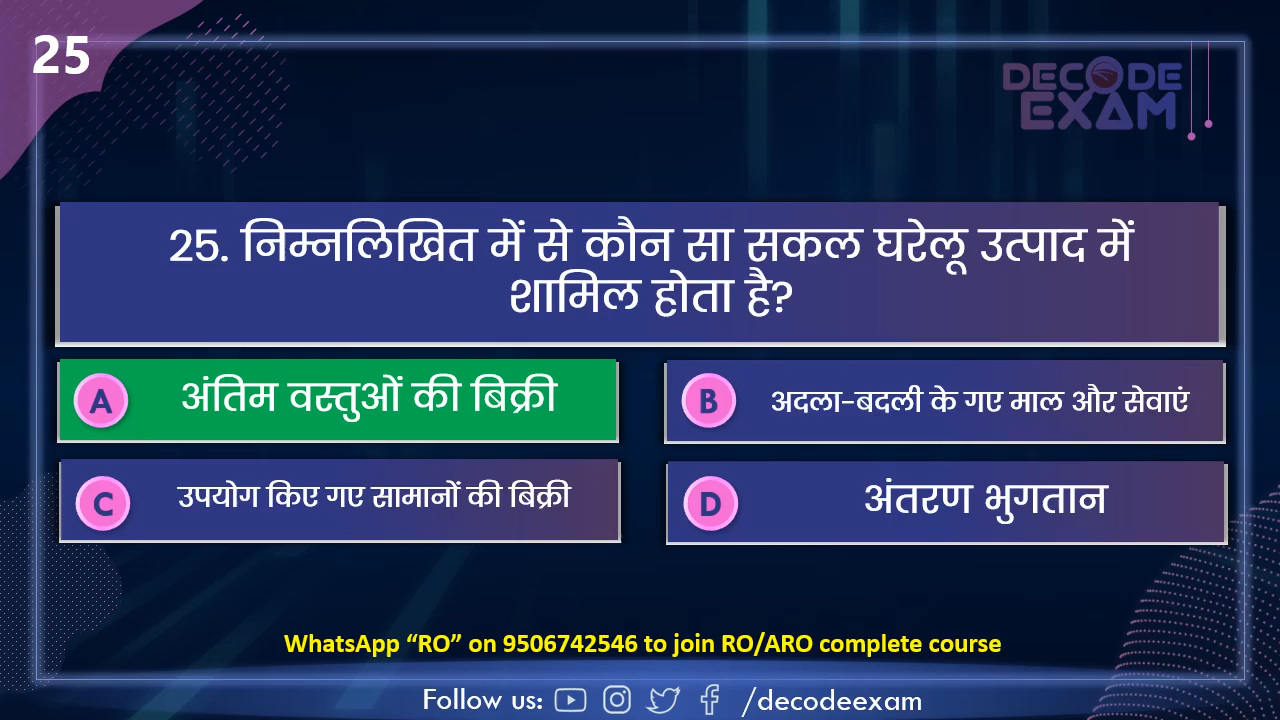 25
DECODE
EXAM
25. निम्नलिखित में से कौन सा सकल घरेलू उत्पाद में
शामिल होता है?
A अंतिम वस्तुओं की बिक्री
B अदला-बदली के गए माल और सेवाएं
C उपयोग किए गए सामानों की बिक्री
D अंतरण भुगतान
WhatsApp “RO” on 9506742546 to join RO/ARO complete course
Follow us: /decodeexam